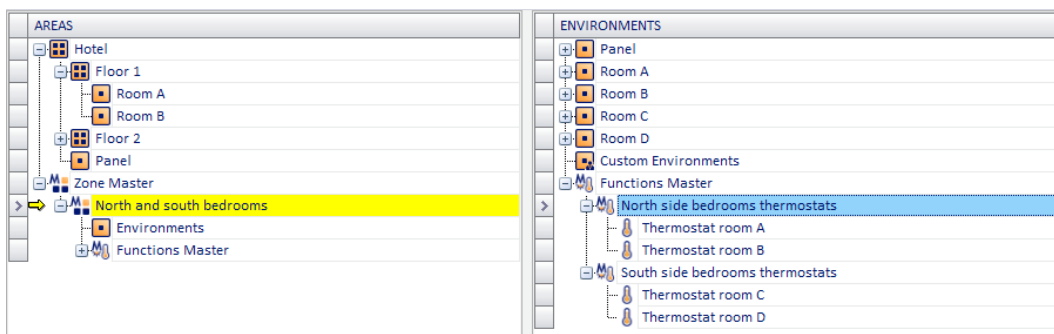 AREAS
Hotel
Floor 1
Room A
Room B
Floor 2
Panel
Zone Master
North and south bedrooms
Environments
Functions Master
ENVIRONMENTS
Panel
Room A
Room B
Room C
Room D
Custom Environments
Functions Master
North side bedrooms thermostats
Thermostat room A
Thermostat room B
South side bedrooms thermostats
Thermostat room C
Thermostat room D